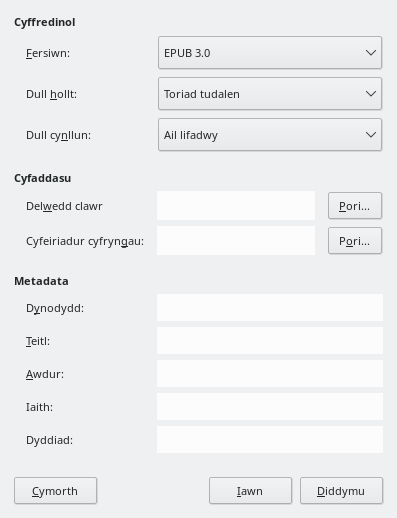 Cyffredinol
Fersiwn: EPUB 3.0
Dull hollt: Toriad tudalen
Dull cynllun: Ail lifadwy
Cyfaddasu
Delwedd clawr Pori...
Cyfeiriadur cyfryngau: Pori...
Metadata
Dynodydd:
Teitl:
Awdur:
Iaith:
Dyddiad:
Cymorth Iawn Diddymu